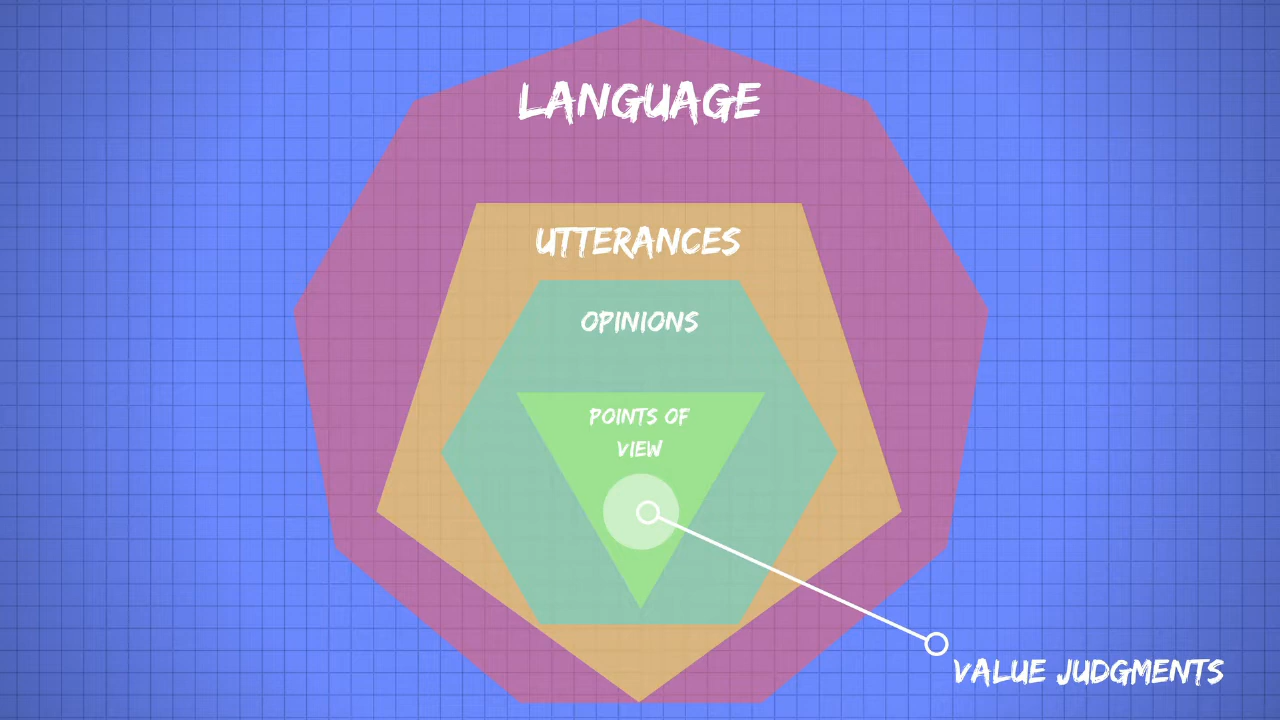 LANGUAGE
UTTERANCES
OPINIONS
POINTS OF
VIEW
VALUE JUDGMENTS